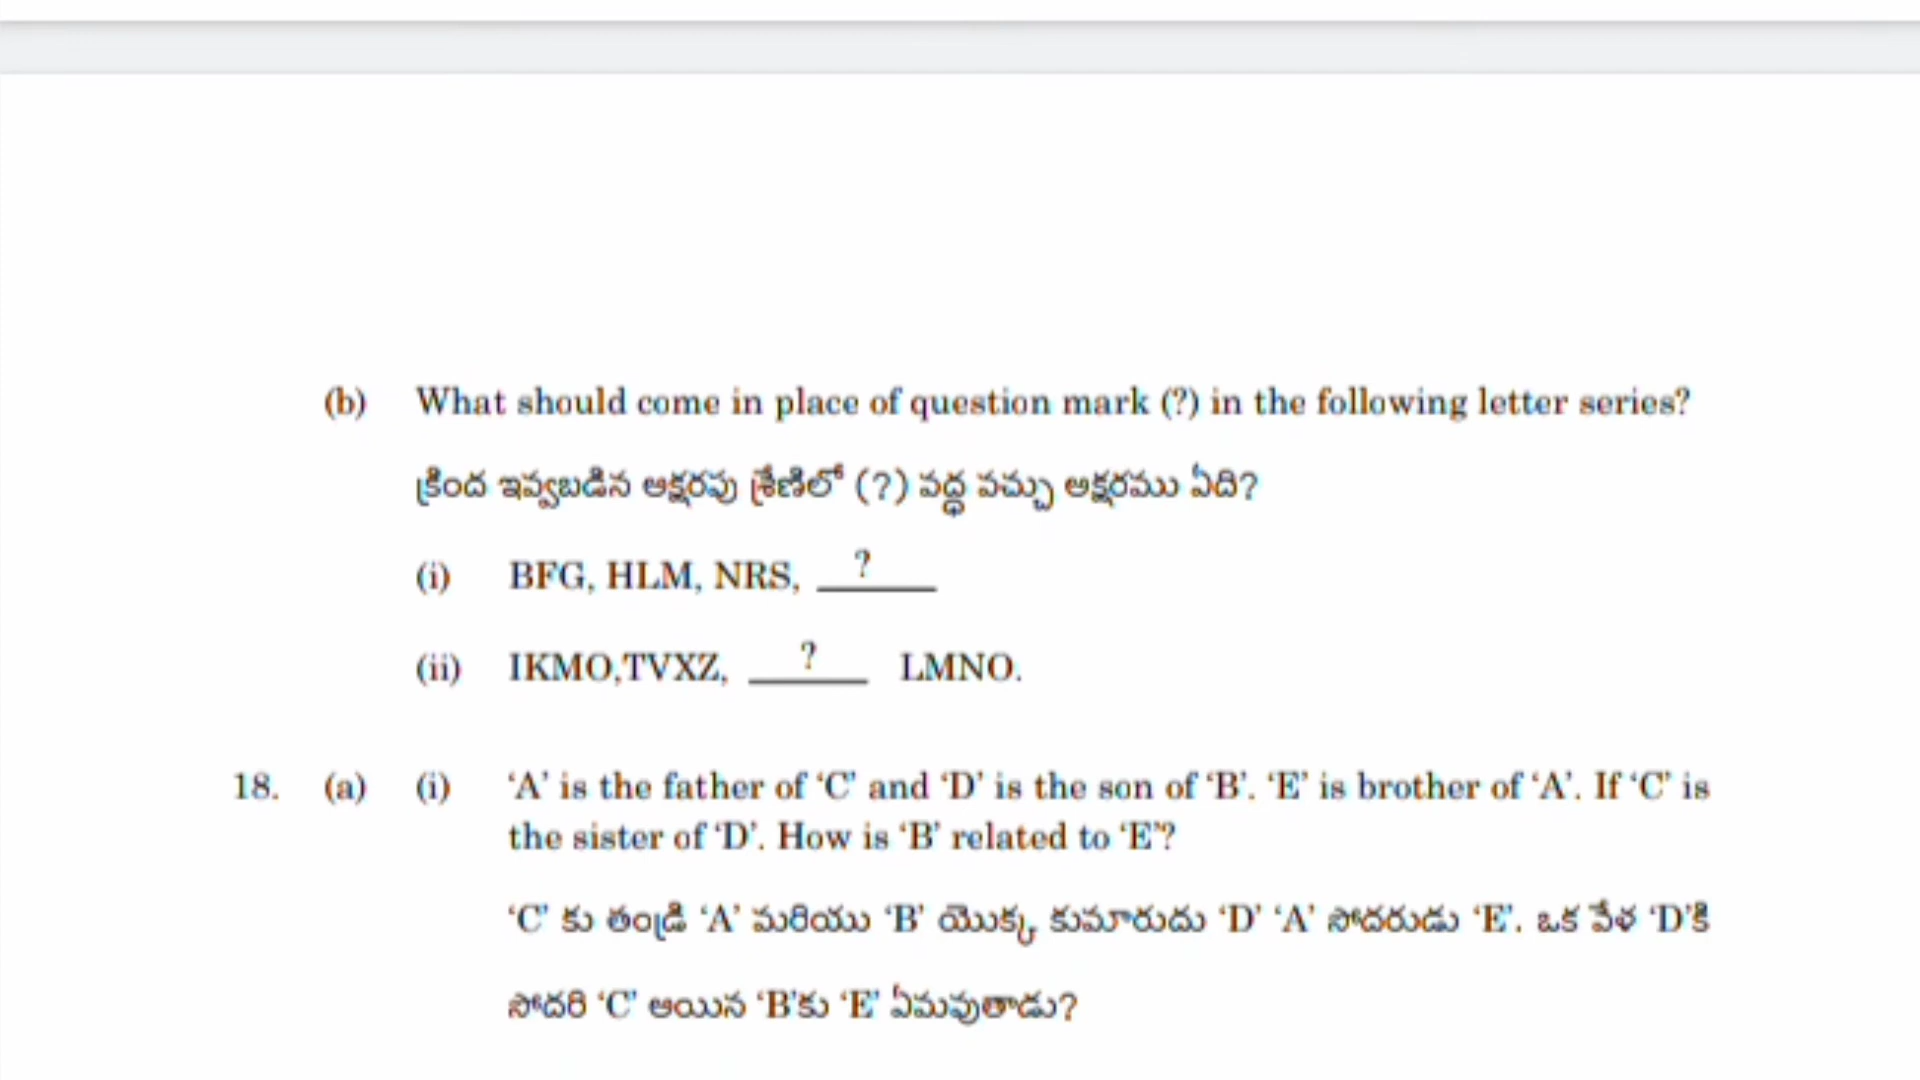 (b) What should come in place of question mark (?) in the following letter series?
క్రింద ఇవ్వబడిన అక్షరపు శ్రేణిలో (?) వద్ద వచ్చు అక్షరము ఏది?
(i) BFG, HLM, NRS, ?
(ii) IKMO,TVXZ, ? LMNO.
18. (a) (i) ‘A’ is the father of ‘C’ and ‘D’ is the son of ‘B’. ‘E’ is brother of ‘A’. If ‘C’ is
the sister of ‘D’. How is ‘B’ related to ‘E’?
‘C’ కు తండ్రి ‘A’ మరియు ‘B’ యొక్క కుమారుడు ‘D’ ‘A’ సోదరుడు ‘E’. ఒక వేళ ‘D’కి
సోదరి ‘C’ అయిన ‘B’కు ‘E’ ఏమవుతాడు?